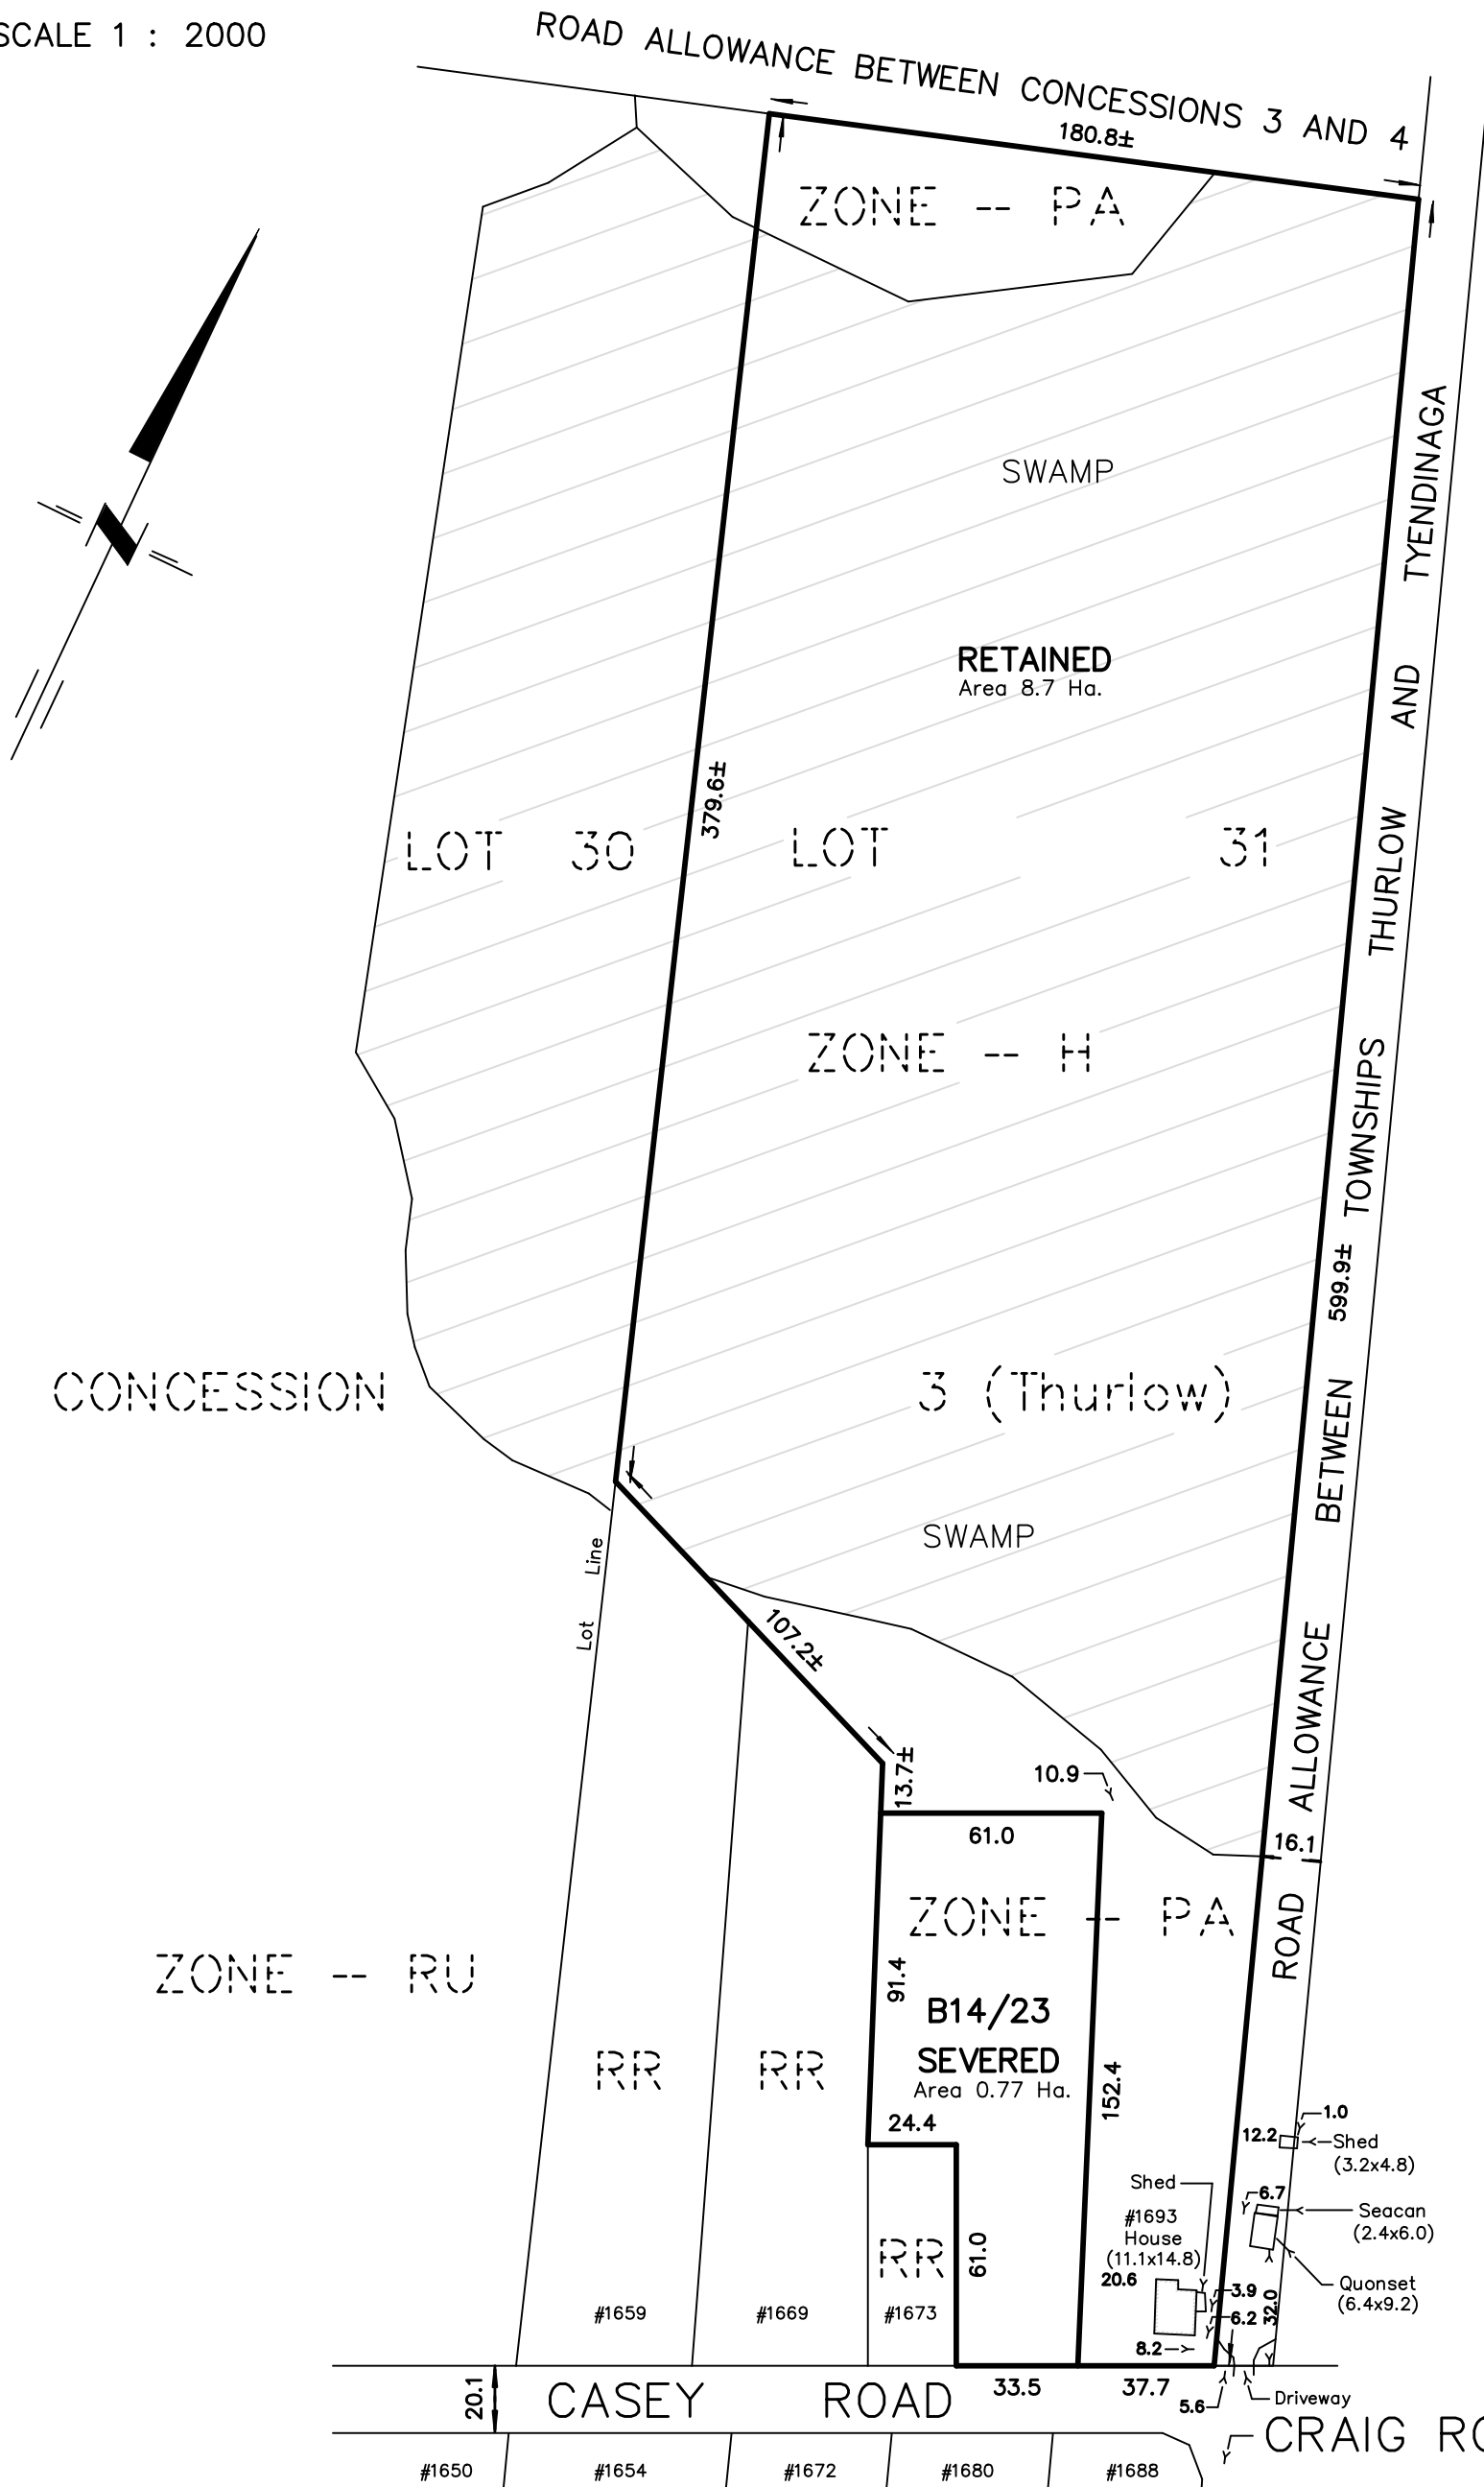 SCALE 1 : 2000
ROAD ALLOWANCE BETWEEN CONCESSIONS 3 AND 4
180.8±
ZONE -- PA
SWAMP
RETAINED
Area 8.7 Ha.
379.6±
LOT 30
LOT 31
ZONE -- H
CONCESSION 3 (Thurlow)
ROAD ALLOWANCE BETWEEN TOWNSHIPS THURLOW AND TYENDINAGA
599.9±
SWAMP
Lot Line
107.2±
13.7±
10.9
61.0
16.1
ZONE -- PA
ZONE -- RU
91.4
B14/23
SEVERED
Area 0.77 Ha.
152.4
RR
RR
24.4
1.0
12.2
Shed
(3.2x4.8)
Shed
6.7
Seacan
(2.4x6.0)
#1693
House
(11.1x14.8)
RR
61.0
20.6
Quonset
(6.4x9.2)
3.9
32.0
6.2
#1659
#1669
#1673
8.2
33.5
37.7
5.6
Driveway
20.1
CASEY ROAD
CRAIG RO
#1650
#1654
#1672
#1680
#1688